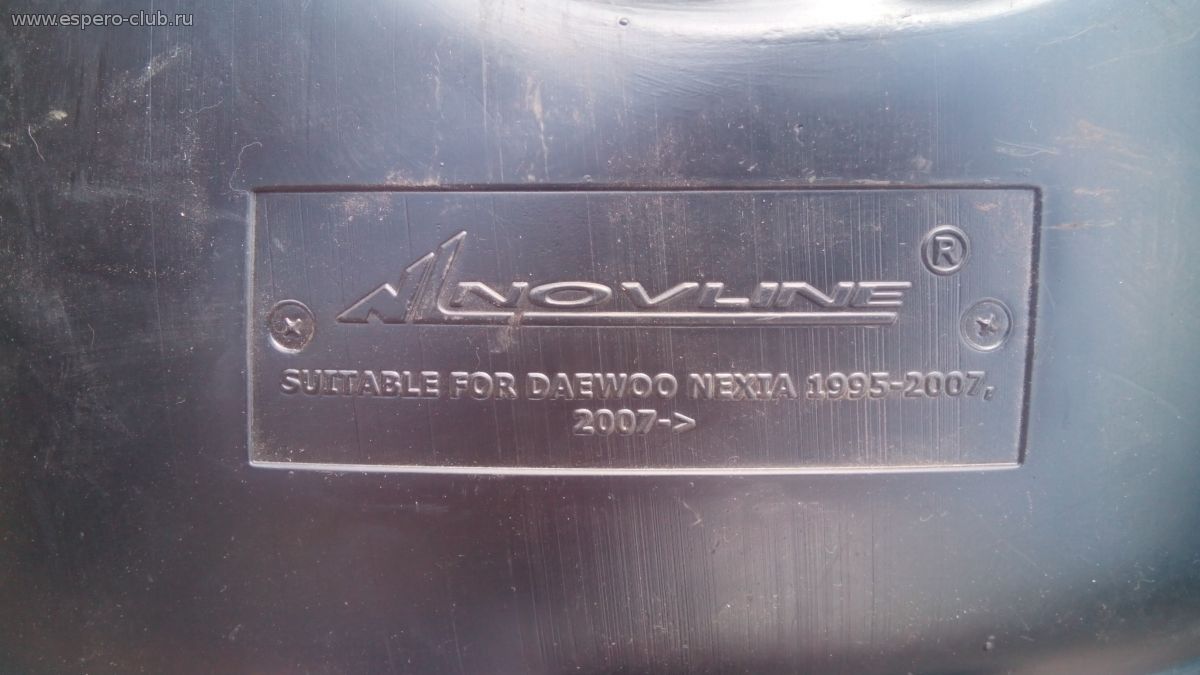 www.espero-club.ru
NOVLINE ®
SUITABLE FOR DAEWOO NEXIA 1995-2007,
2007->